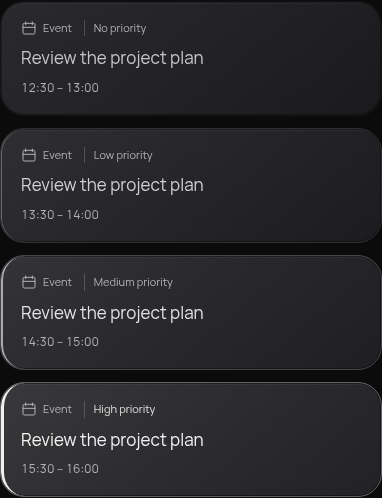 Event | No priority
Review the project plan
12:30 – 13:00
Event | Low priority
Review the project plan
13:30 – 14:00
Event | Medium priority
Review the project plan
14:30 – 15:00
Event | High priority
Review the project plan
15:30 – 16:00